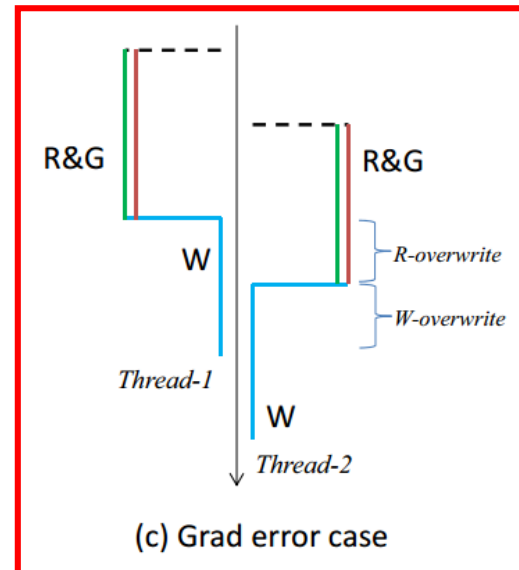 R&G
R&G
R-overwrite
W
W-overwrite
Thread-1
W
Thread-2
(c) Grad error case